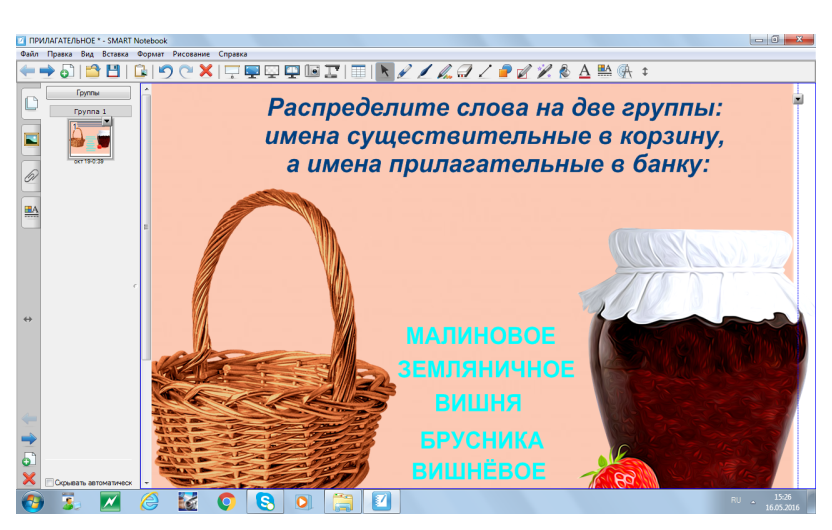 ПРИЛАГАТЕЛЬНОЕ * - SMART Notebook
Файл Правка Вид Вставка Формат Рисование Справка
Группы
Группа 1
1
окт 19-0:39
Скрывать автоматическ
Распределите слова на две группы:
имена существительные в корзину,
а имена прилагательные в банку:
МАЛИНОВОЕ
ЗЕМЛЯНИЧНОЕ
ВИШНЯ
БРУСНИКА
ВИШНЁВОЕ
RU
15:26
16.05.2016